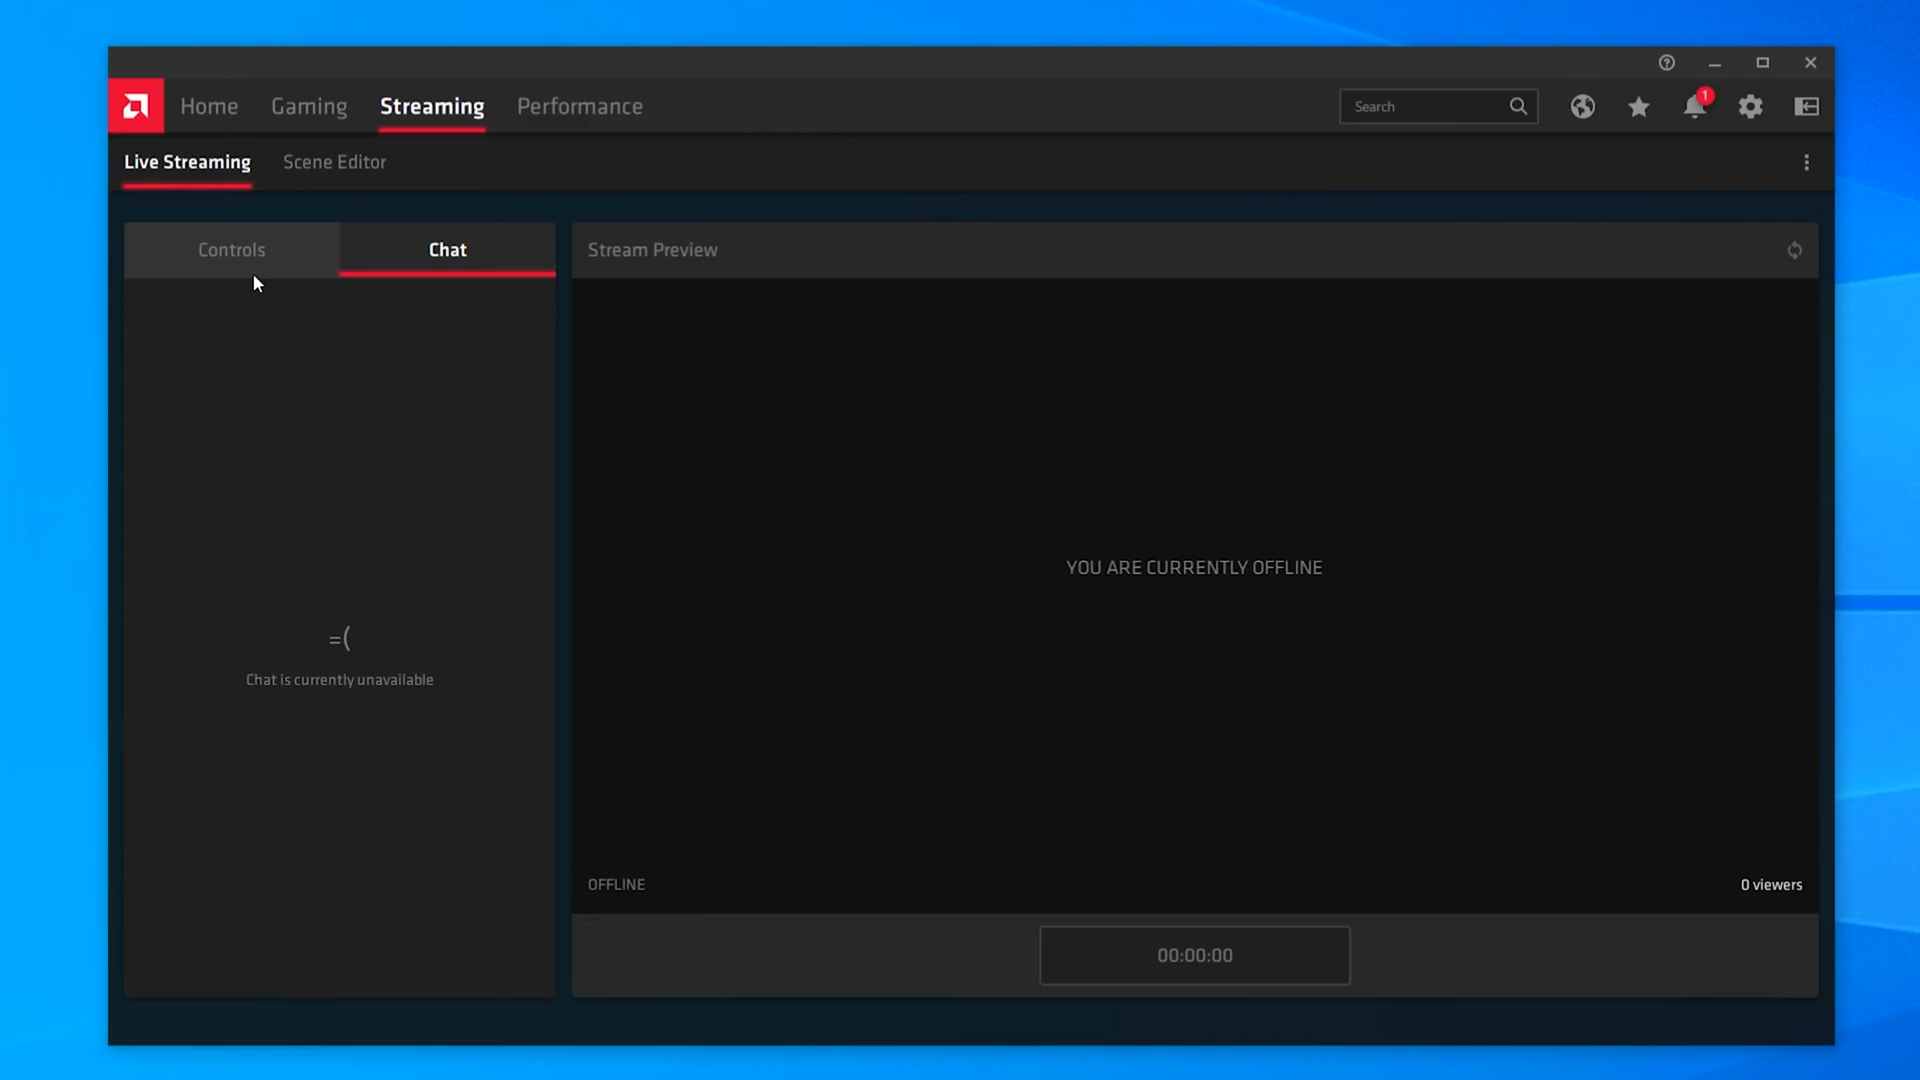 Home Gaming Streaming Performance Search 1
Live Streaming Scene Editor
Controls Chat Stream Preview
YOU ARE CURRENTLY OFFLINE
=(
Chat is currently unavailable
OFFLINE 0 viewers
00:00:00